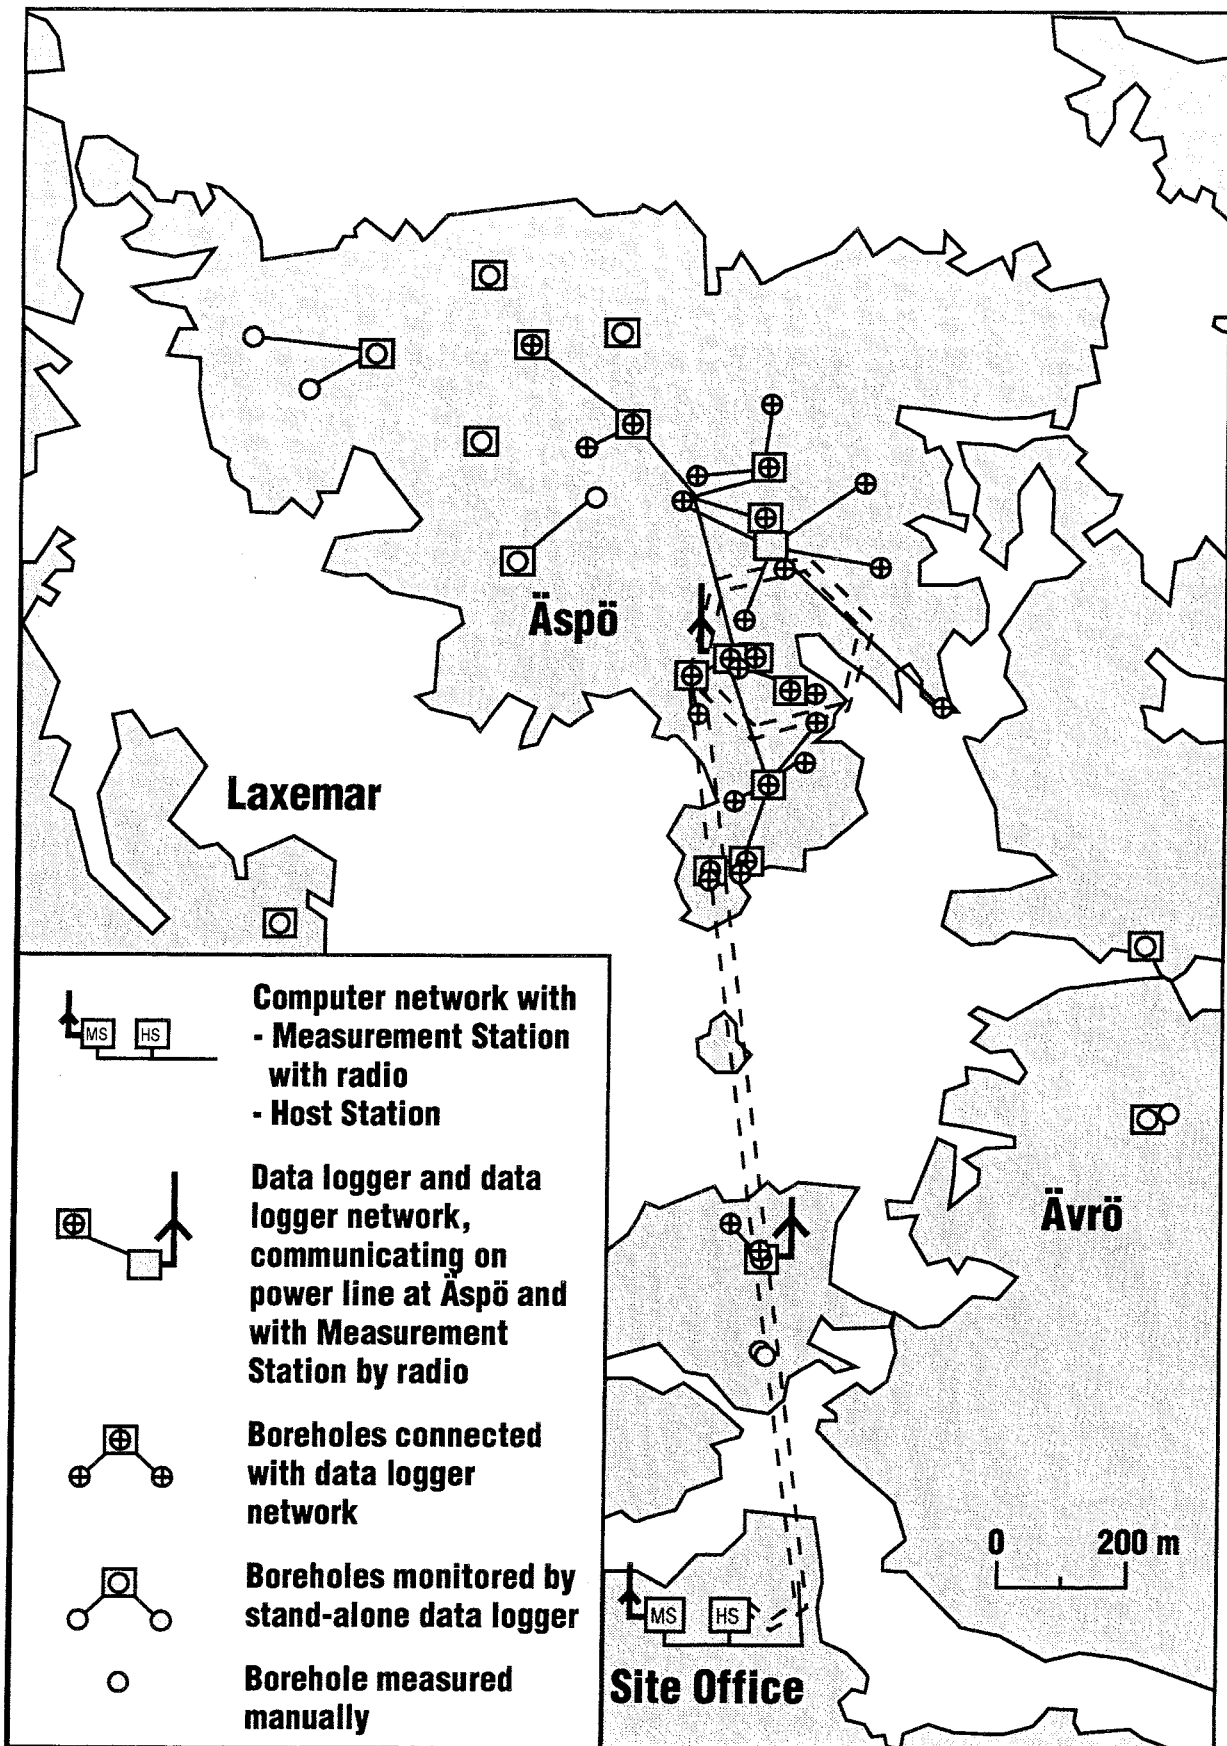 Äspö
Laxemar
MS
HS
Computer network with
- Measurement Station
with radio
- Host Station
Data logger and data
logger network,
communicating on
power line at Äspö and
with Measurement
Station by radio
Boreholes connected
with data logger
network
Boreholes monitored by
stand-alone data logger
Borehole measured
manually
Ävrö
0 200 m
MS
HS
Site Office